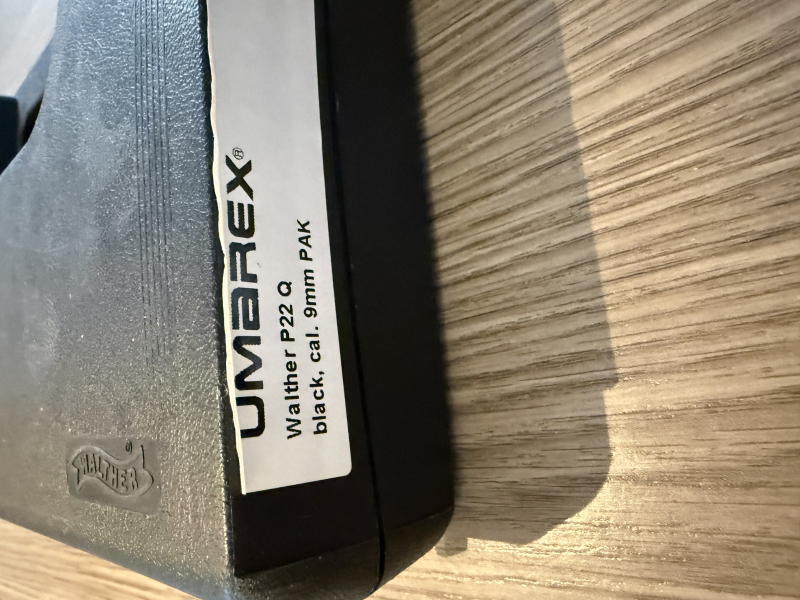 UMAREX®
Walther P22 Q
black, cal. 9mm PAK
WALTHER®